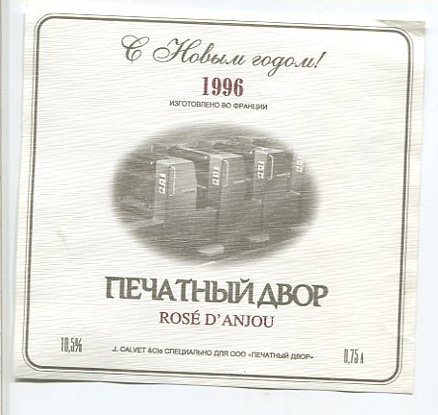 С Новым годом!
1996
ИЗГОТОВЛЕНО ВО ФРАНЦИИ
ПЕЧАТНЫЙ ДВОР
ROSÉ D'ANJOU
10,5%
J. CALVET &Cie СПЕЦИАЛЬНО ДЛЯ ООО «ПЕЧАТНЫЙ ДВОР»
0,75 л